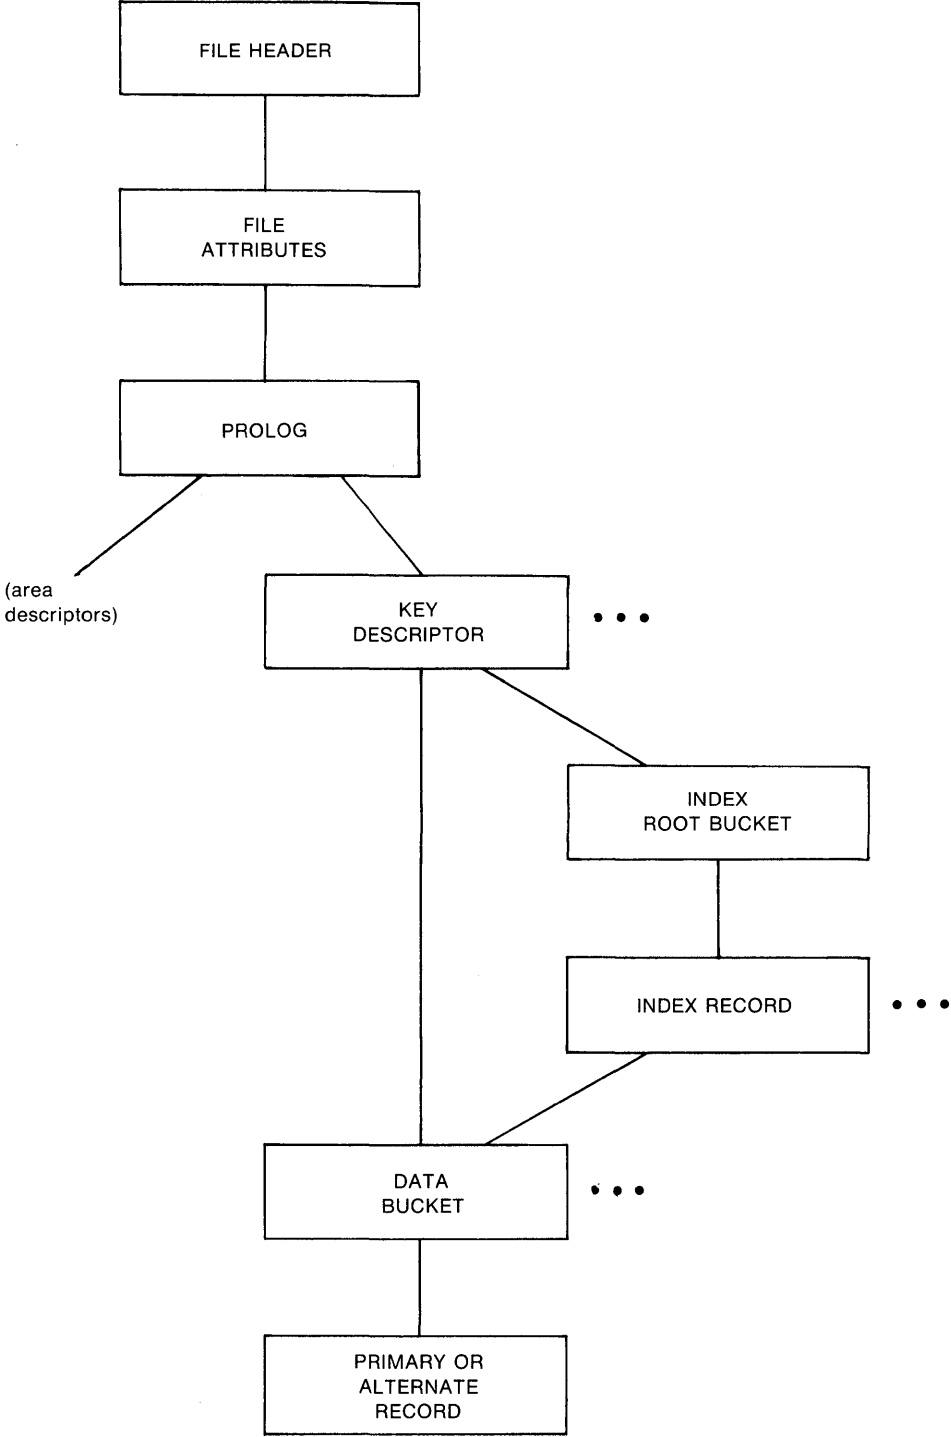 FILE HEADER
FILE
ATTRIBUTES
PROLOG
(area
descriptors)
KEY
DESCRIPTOR
INDEX
ROOT BUCKET
INDEX RECORD
DATA
BUCKET
PRIMARY OR
ALTERNATE
RECORD